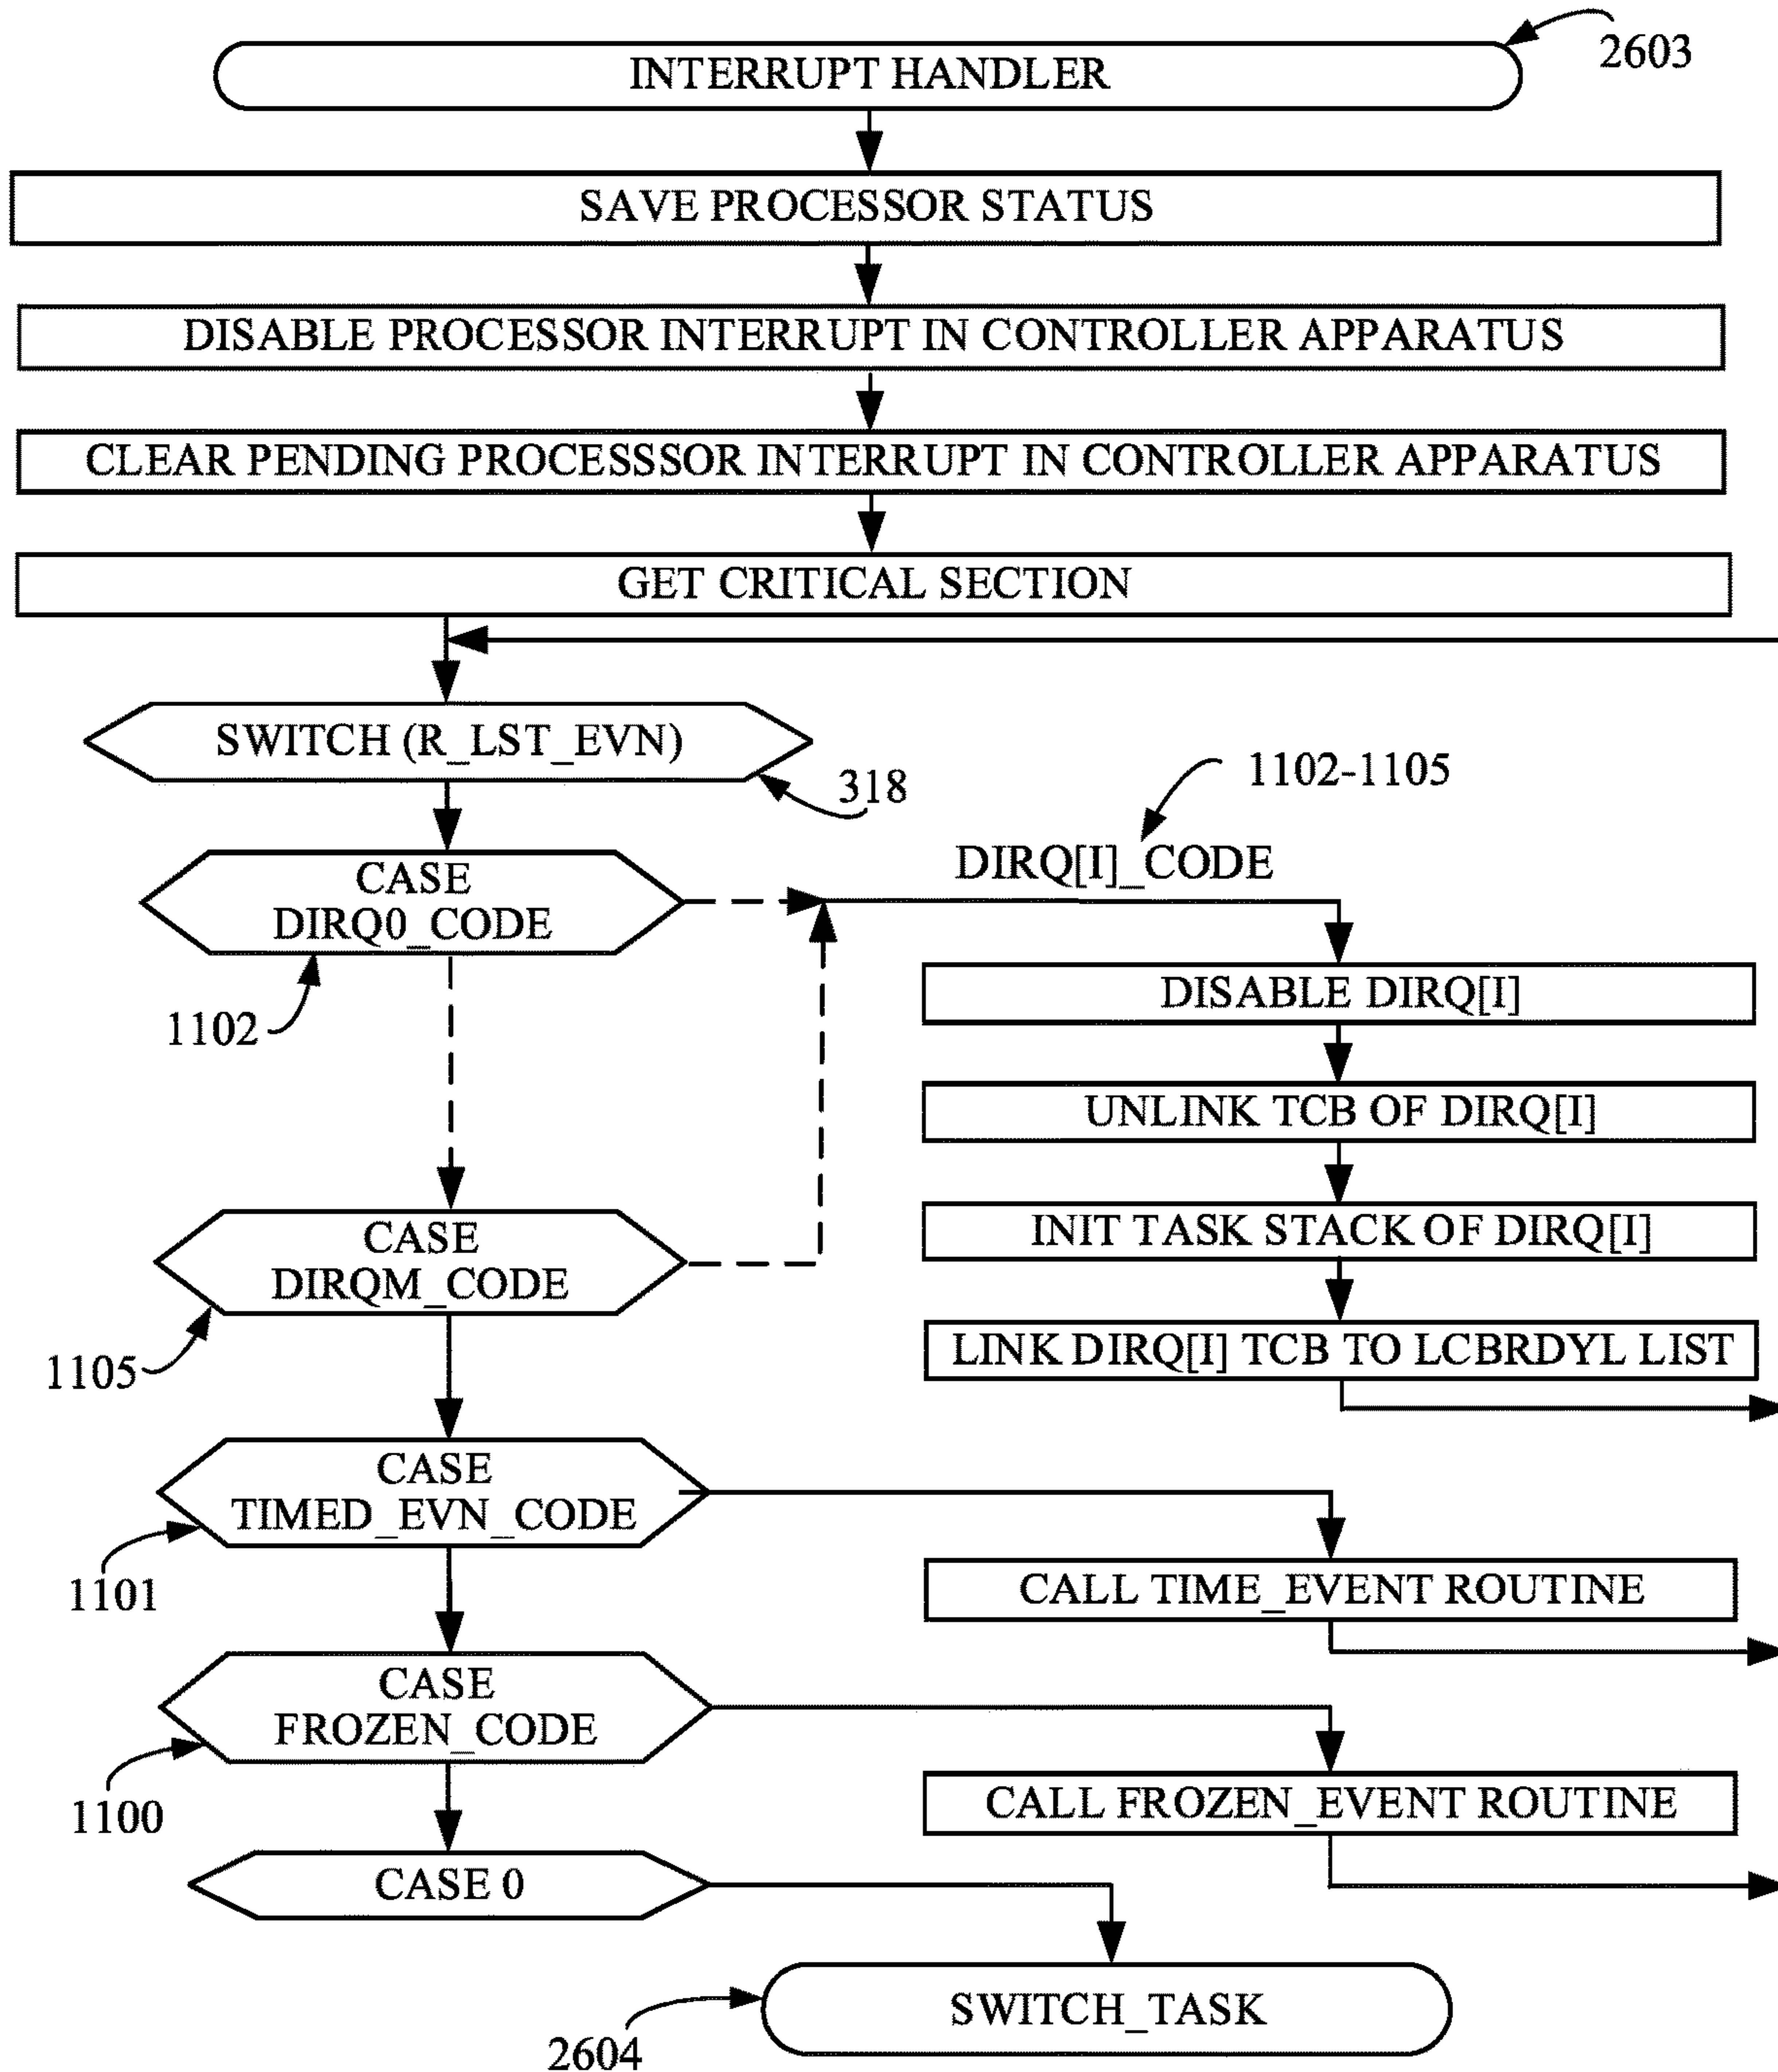 2603
INTERRUPT HANDLER
SAVE PROCESSOR STATUS
DISABLE PROCESSOR INTERRUPT IN CONTROLLER APPARATUS
CLEAR PENDING PROCESSSOR INTERRUPT IN CONTROLLER APPARATUS
GET CRITICAL SECTION
SWITCH (R_LST_EVN)
318
1102-1105
DIRQ[I]_CODE
CASE
DIRQ0_CODE
1102
DISABLE DIRQ[I]
UNLINK TCB OF DIRQ[I]
INIT TASK STACK OF DIRQ[I]
LINK DIRQ[I] TCB TO LCBRDYL LIST
CASE
DIRQM_CODE
1105
CASE
TIMED_EVN_CODE
1101
CALL TIME_EVENT ROUTINE
CASE
FROZEN_CODE
1100
CALL FROZEN_EVENT ROUTINE
CASE 0
SWITCH_TASK
2604